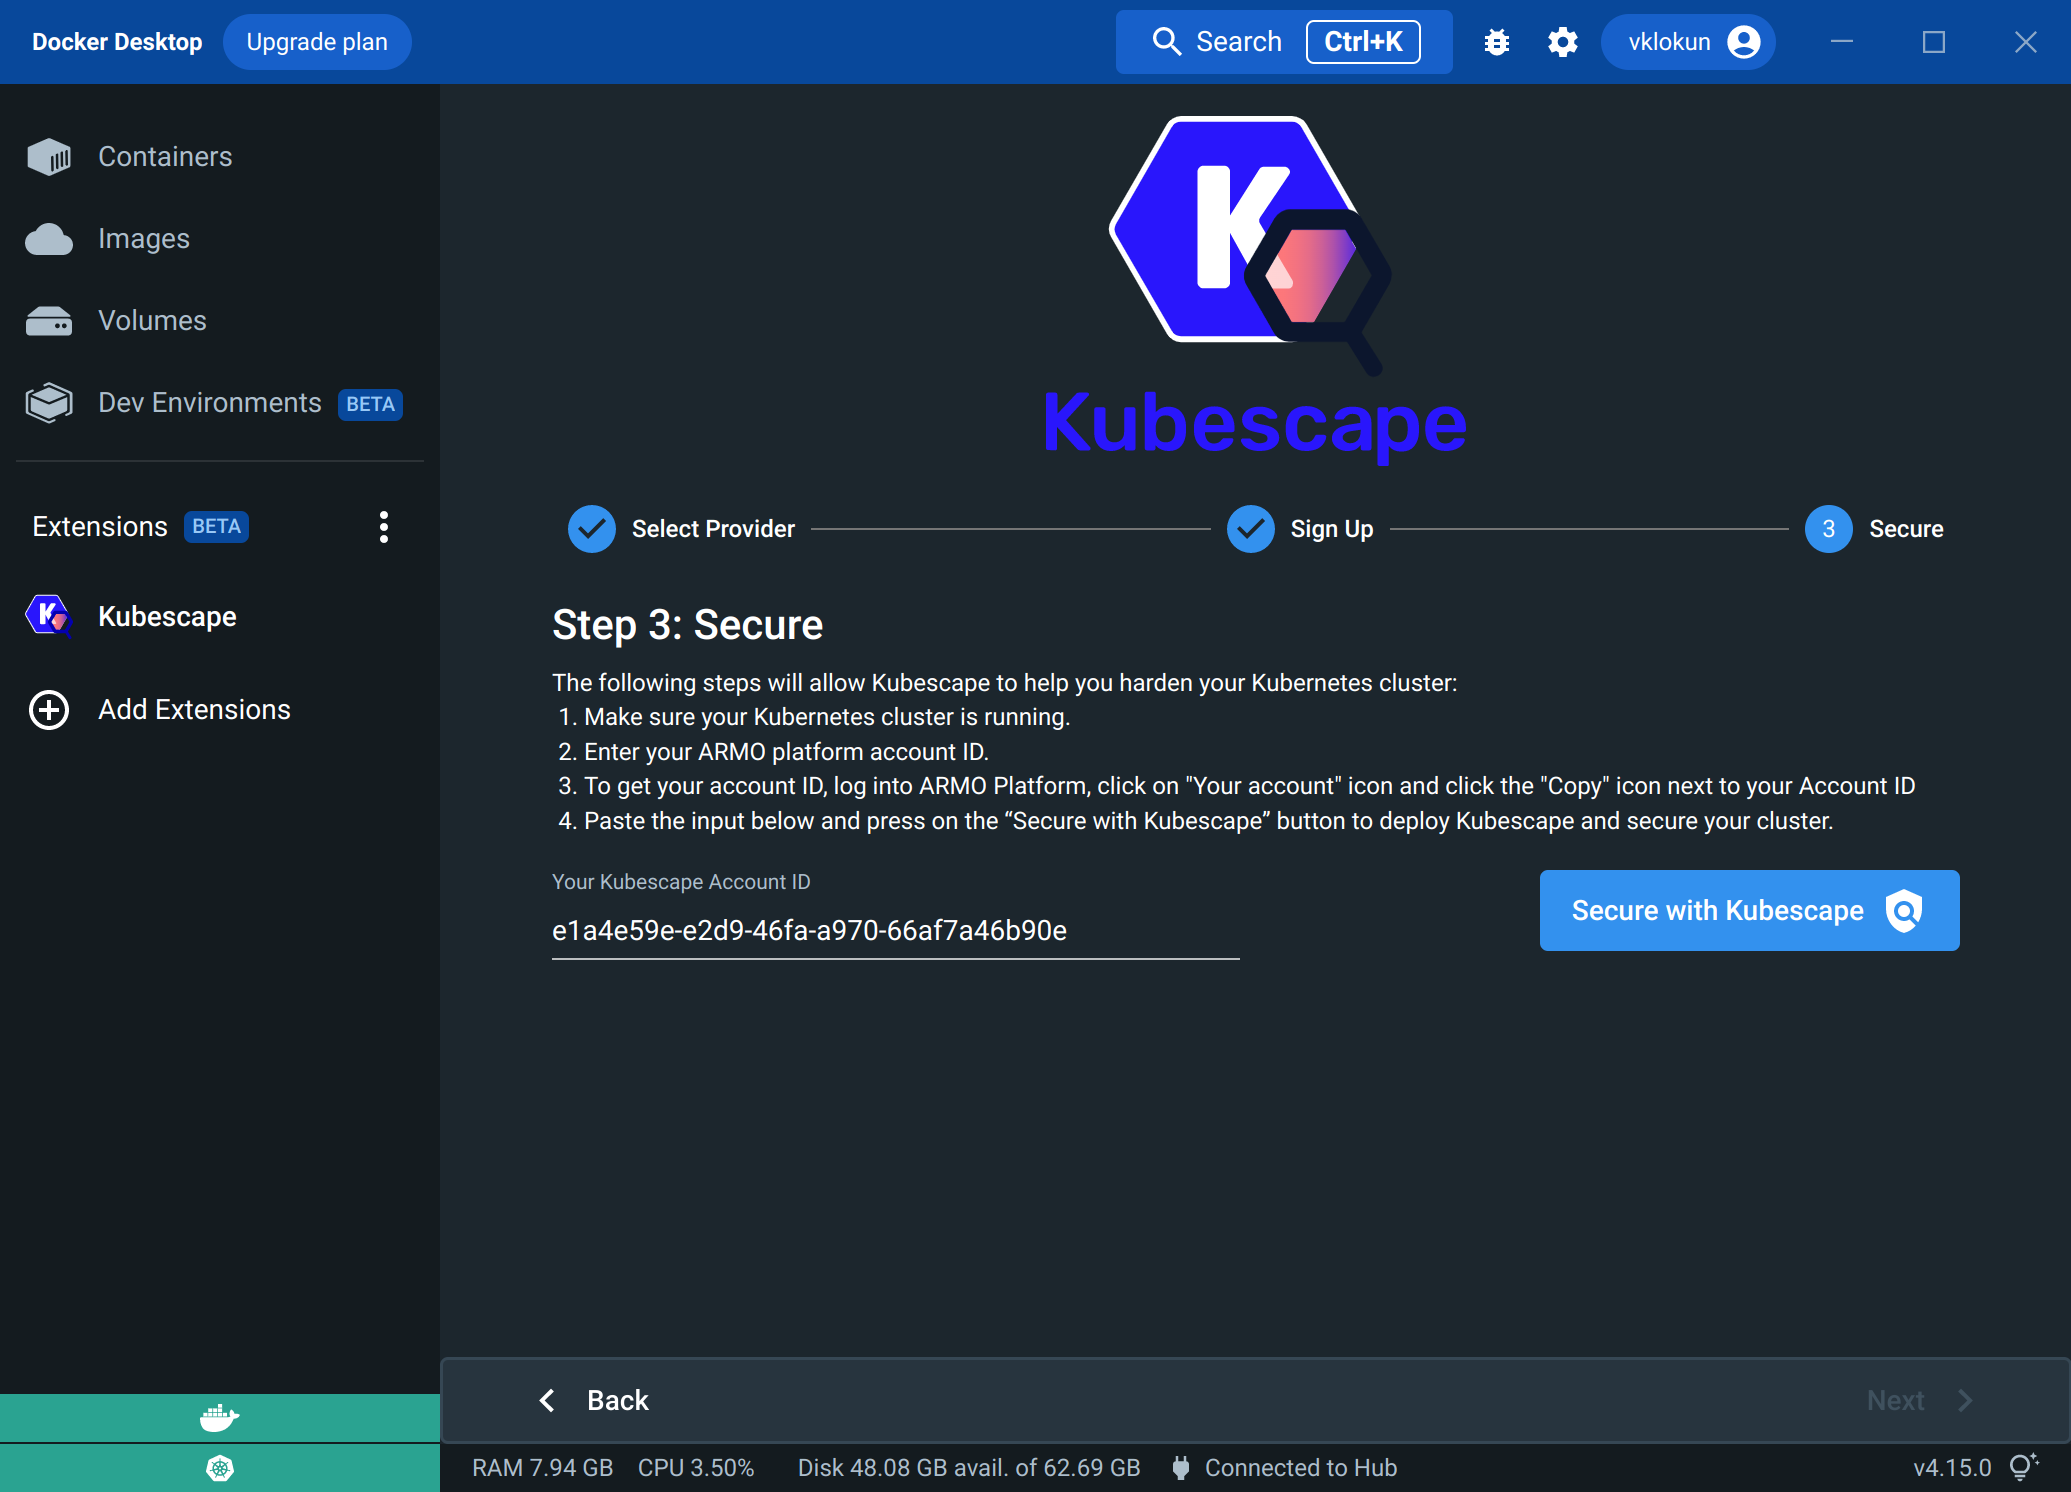 Docker Desktop
Upgrade plan
Search
Ctrl+K
vklokun
Containers
Images
Volumes
Dev Environments BETA
Extensions BETA
Kubescape
Add Extensions
K
Kubescape
Select Provider
Sign Up
3 Secure
Step 3: Secure
The following steps will allow Kubescape to help you harden your Kubernetes cluster:
1. Make sure your Kubernetes cluster is running.
2. Enter your ARMO platform account ID.
3. To get your account ID, log into ARMO Platform, click on "Your account" icon and click the "Copy" icon next to your Account ID
4. Paste the input below and press on the “Secure with Kubescape” button to deploy Kubescape and secure your cluster.
Your Kubescape Account ID
e1a4e59e-e2d9-46fa-a970-66af7a46b90e
Secure with Kubescape
Back
Next
RAM 7.94 GB CPU 3.50% Disk 48.08 GB avail. of 62.69 GB Connected to Hub
v4.15.0